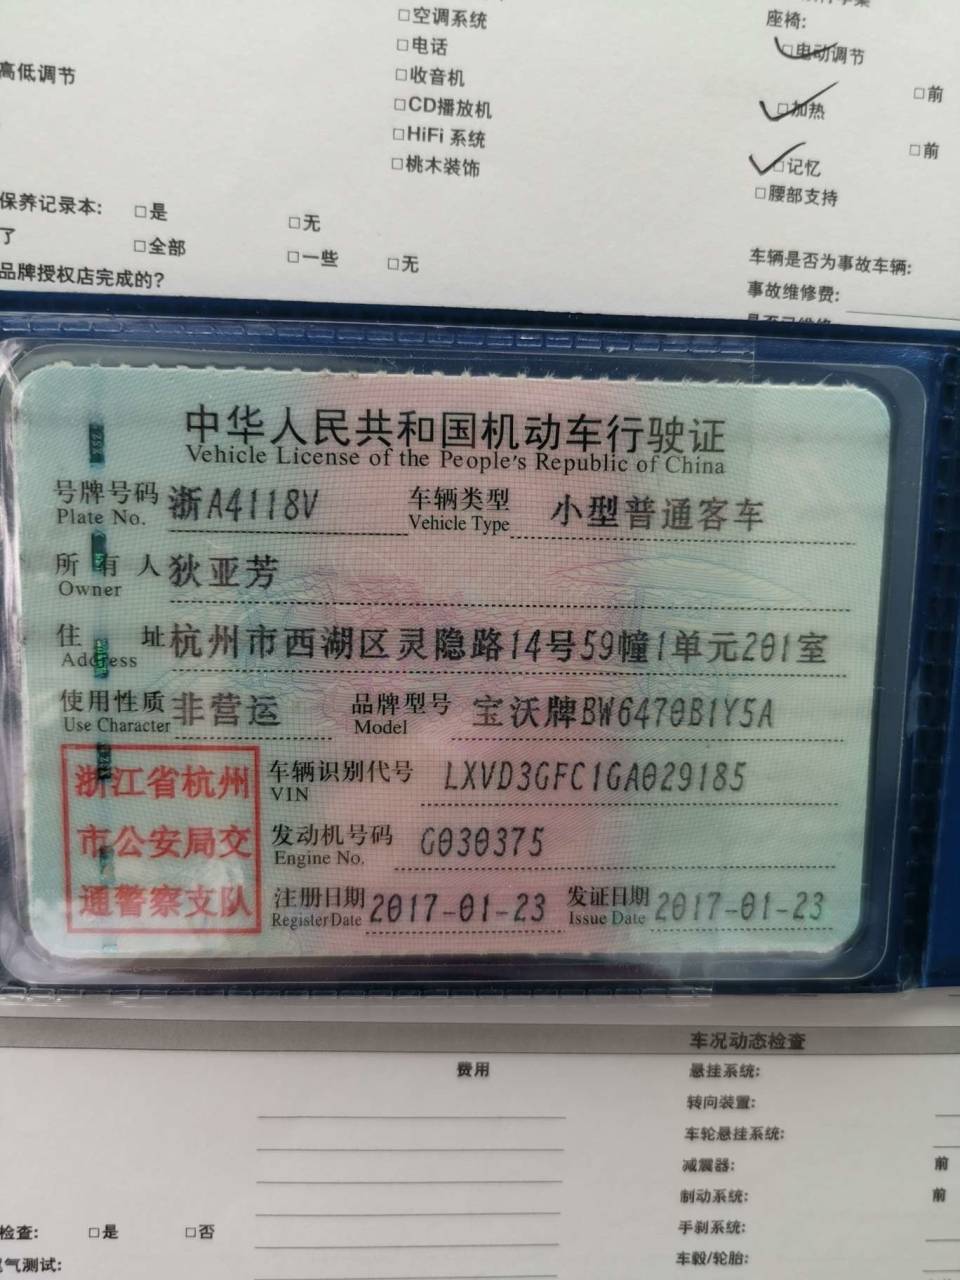 □空调系统
座椅:
□电话
□电动调节
高低调节
□收音机
□前
□CD播放机
□加热
□HiFi 系统
□前
□桃木装饰
□记忆
□腰部支持
保养记录本: □是 □无
了 □全部 □一些 □无
车辆是否为事故车辆:
品牌授权店完成的?
事故维修费:
中华人民共和国机动车行驶证
Vehicle License of the People's Republic of China
号牌号码 浙A4118V 车辆类型 小型普通客车
Plate No. Vehicle Type
所有人 狄亚芳
Owner
住址 杭州市西湖区灵隐路14号59幢1单元201室
Address
使用性质 非营运 品牌型号 宝沃牌BW6470B1Y5A
Use Character Model
浙江省杭州
市公安局交
通警察支队
车辆识别代号 LXVD3GFC1GA029185
VIN
发动机号码 G030375
Engine No.
注册日期 2017-01-23 发证日期 2017-01-23
Register Date Issue Date
车况动态检查
费用
悬挂系统:
转向装置:
车轮悬挂系统:
减震器: 前
制动系统: 前
手刹系统:
检查: □是 □否
车毂/轮胎:
气测试: